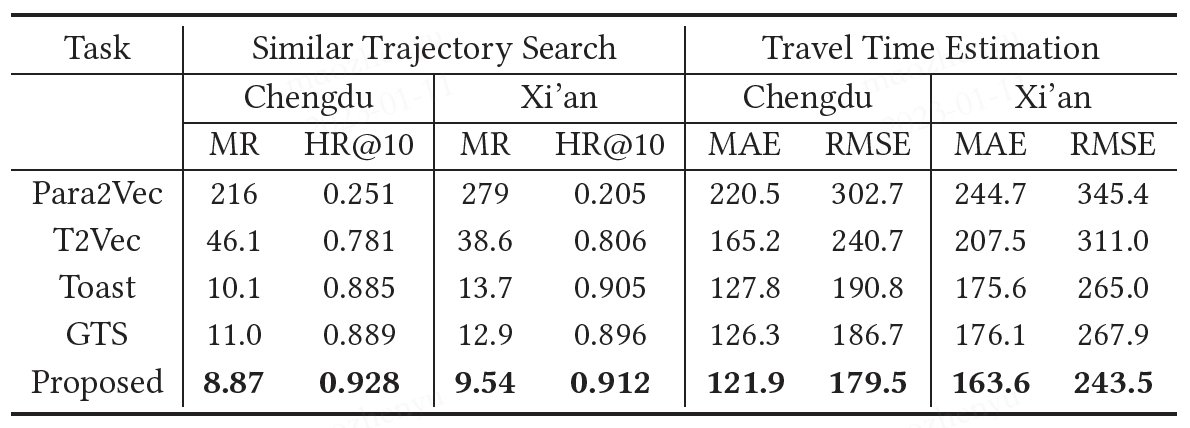 Task Similar Trajectory Search Travel Time Estimation
Chengdu Xi'an Chengdu Xi'an
MR HR@10 MR HR@10 MAE RMSE MAE RMSE
Para2Vec 216 0.251 279 0.205 220.5 302.7 244.7 345.4
T2Vec 46.1 0.781 38.6 0.806 165.2 240.7 207.5 311.0
Toast 10.1 0.885 13.7 0.905 127.8 190.8 175.6 265.0
GTS 11.0 0.889 12.9 0.896 126.3 186.7 176.1 267.9
Proposed 8.87 0.928 9.54 0.912 121.9 179.5 163.6 243.5